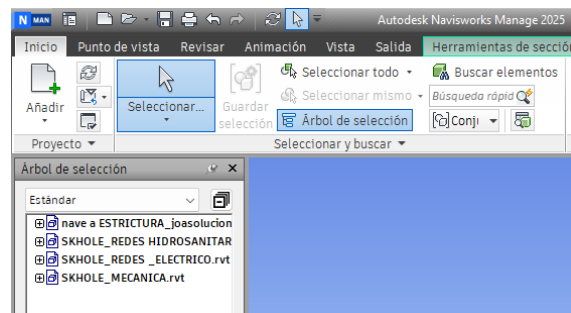 N MAN Autodesk Navisworks Manage 2025
Inicio Punto de vista Revisar Animación Vista Salida Herramientas de secció
Añadir
Seleccionar...
Guardar
selección
Seleccionar todo
Seleccionar mismo
Árbol de selección
Buscar elementos
Búsqueda rápid
Conju
Proyecto
Seleccionar y buscar
Árbol de selección
Estándar
nave a ESTRICTURA_joasolucion
SKHOLE_REDES HIDROSANITAR
SKHOLE_REDES _ELECTRICO.rvt
SKHOLE_MECANICA.rvt